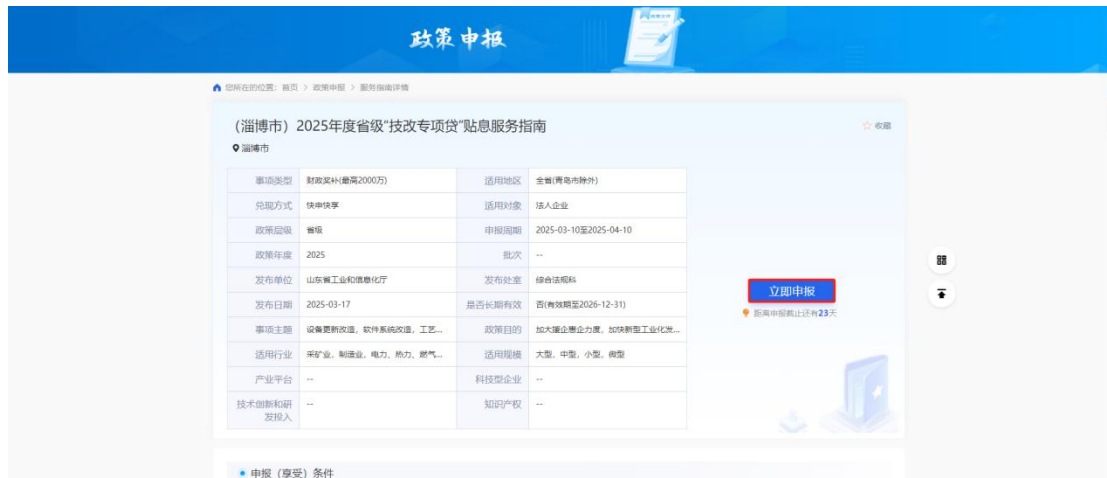 政策申报
您所在的位置：首页 > 政策申报 > 服务指南详情
（淄博市）2025年度省级“技改专项贷”贴息服务指南
收藏
淄博市
事项类型 财政奖补(最高2000万) 适用地区 全省(青岛市除外)
兑现方式 快申快享 适用对象 法人企业
政策层级 省级 申报周期 2025-03-10至2025-04-10
政策年度 2025 批次 --
发布单位 山东省工业和信息化厅 发布处室 综合法规科
发布日期 2025-03-17 是否长期有效 否(有效期至2026-12-31)
事项主题 设备更新改造，软件系统改造，工艺... 政策目的 加大援企惠企力度，加快新型工业化发...
适用行业 采矿业，制造业，电力、热力、燃气... 适用规模 大型，中型，小型，微型
产业平台 -- 科技型企业 --
技术创新和研发投入 -- 知识产权 --
立即申报
距离申报截止还有23天
申报（享受）条件